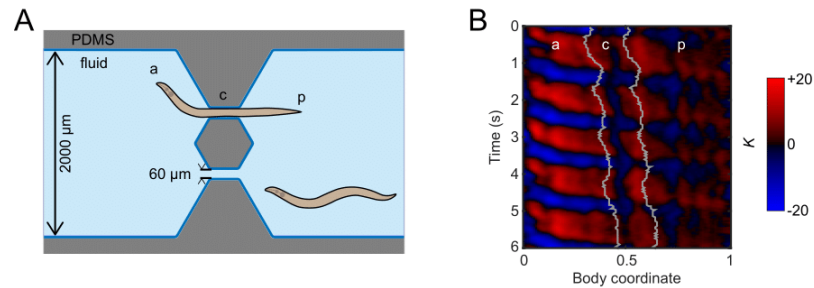 A
PDMS
fluid
a
c
p
2000 μm
60 μm
B
0
1
2
3
4
5
6
Time (s)
a
c
p
0
0.5
1
Body coordinate
+20
0
-20
K